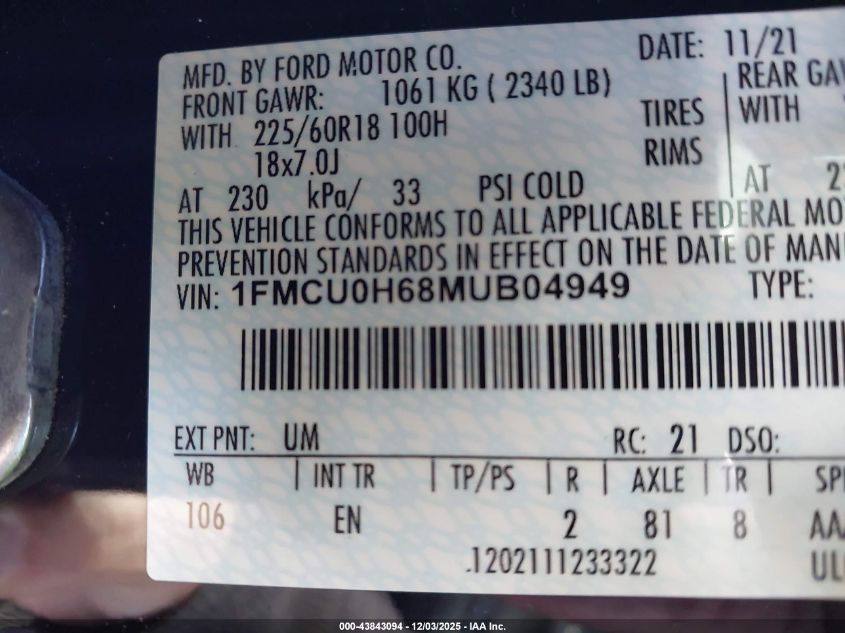 MFD. BY FORD MOTOR CO. DATE: 11/21
FRONT GAWR: 1061 KG ( 2340 LB) REAR
WITH 225/60R18 100H TIRES WITH
18x7.0J RIMS
AT 230 kPa/ 33 PSI COLD AT
THIS VEHICLE CONFORMS TO ALL APPLICABLE FEDERAL
PREVENTION STANDARDS IN EFFECT ON THE DATE OF
VIN: 1FMCU0H68MUB04949 TYPE:
EXT PNT: UM RC: 21 DSO:
WB INT TR TP/PS R AXLE TR
106 EN 2 81 8
.1202111233322
000-43843094 - 12/03/2025 - IAA Inc.